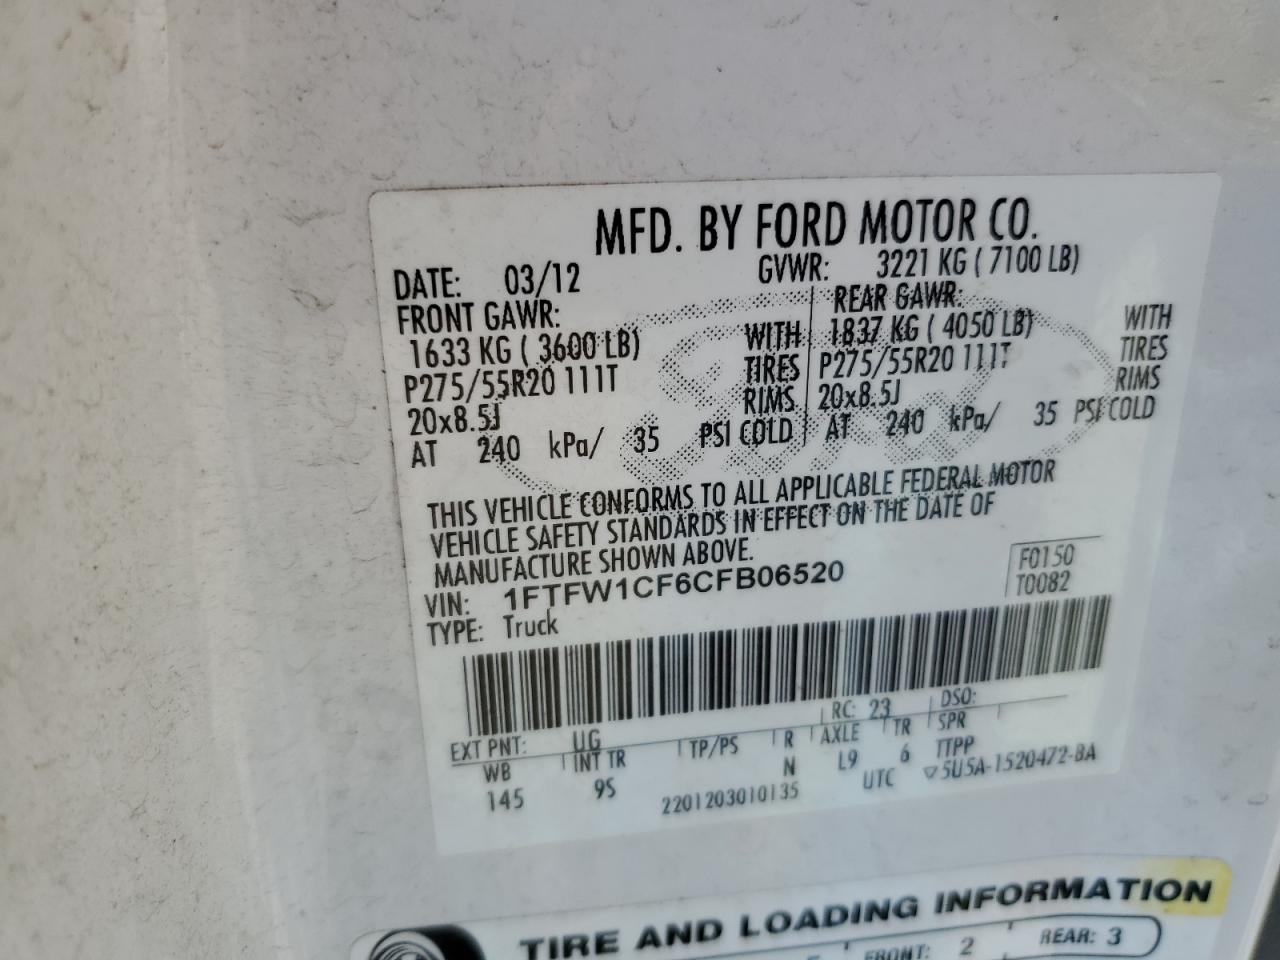 MFD. BY FORD MOTOR CO.
DATE: 03/12 GVWR: 3221 KG ( 7100 LB)
FRONT GAWR: REAR GAWR:
1633 KG ( 3600 LB) WITH 1837 KG ( 4050 LB) WITH
P275/55R20 111T TIRES P275/55R20 111T TIRES
20x8.5J RIMS 20x8.5J RIMS
AT 240 kPa/ 35 PSI COLD AT 240 kPa/ 35 PSI COLD
THIS VEHICLE CONFORMS TO ALL APPLICABLE FEDERAL MOTOR
VEHICLE SAFETY STANDARDS IN EFFECT ON THE DATE OF
MANUFACTURE SHOWN ABOVE.
VIN: 1FTFW1CF6CFB06520 F0150
TYPE: Truck T0082
EXT PNT: UG RC: 23 DSO:
WB INT TR TP/PS R AXLE TR SPR
145 9S N L9 6 TTPP
2201203010135 UTC ▽5U5A-1520472-BA
TIRE AND LOADING INFORMATION
FRONT: 2 REAR: 3